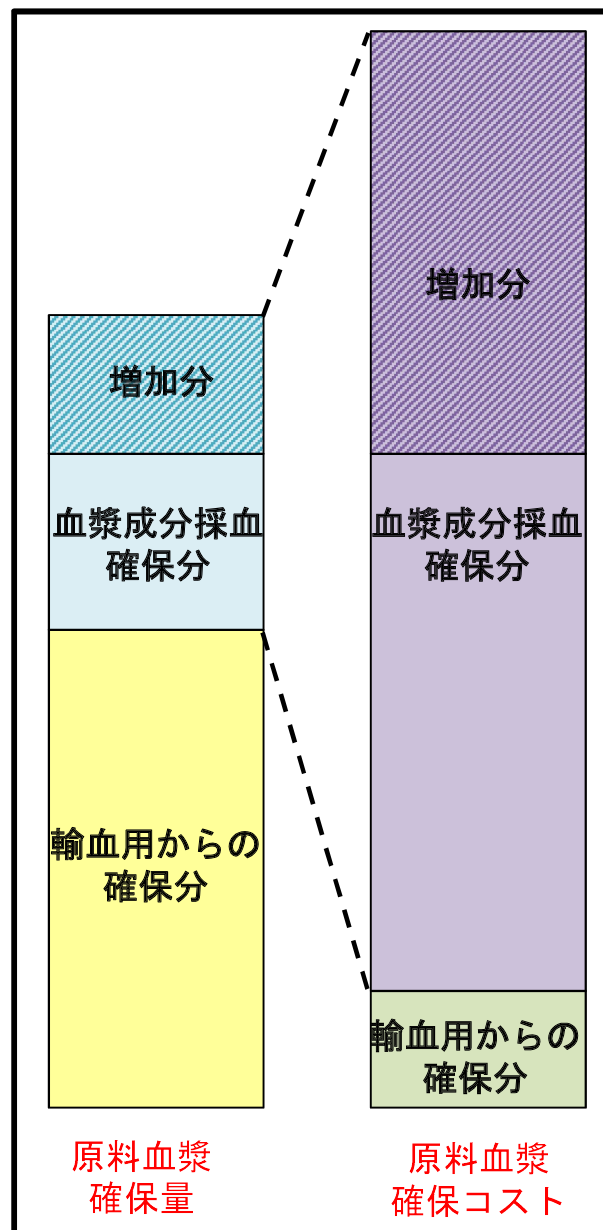 増加分
血漿成分採血
確保分
輸血用からの
確保分
原料血漿
確保量
増加分
血漿成分採血
確保分
輸血用からの
確保分
原料血漿
確保コスト